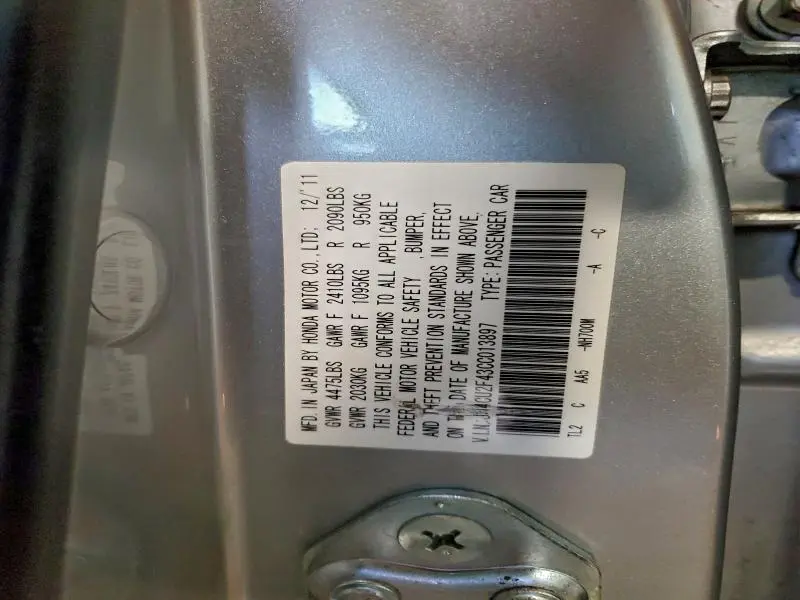 MFD. IN JAPAN BY HONDA MOTOR CO., LTD; 12/'11
GVWR 4475LBS GAWR F 2410LBS R 2090LBS
GVWR 2030KG GAWR F 1095KG R 950KG
THIS VEHICLE CONFORMS TO ALL APPLICABLE
FEDERAL MOTOR VEHICLE SAFETY , BUMPER,
AND THEFT PREVENTION STANDARDS IN EFFECT
ON THE DATE OF MANUFACTURE SHOWN ABOVE.
TYPE: PASSENGER CAR
TL2 C AA5 -NH700M -A -C